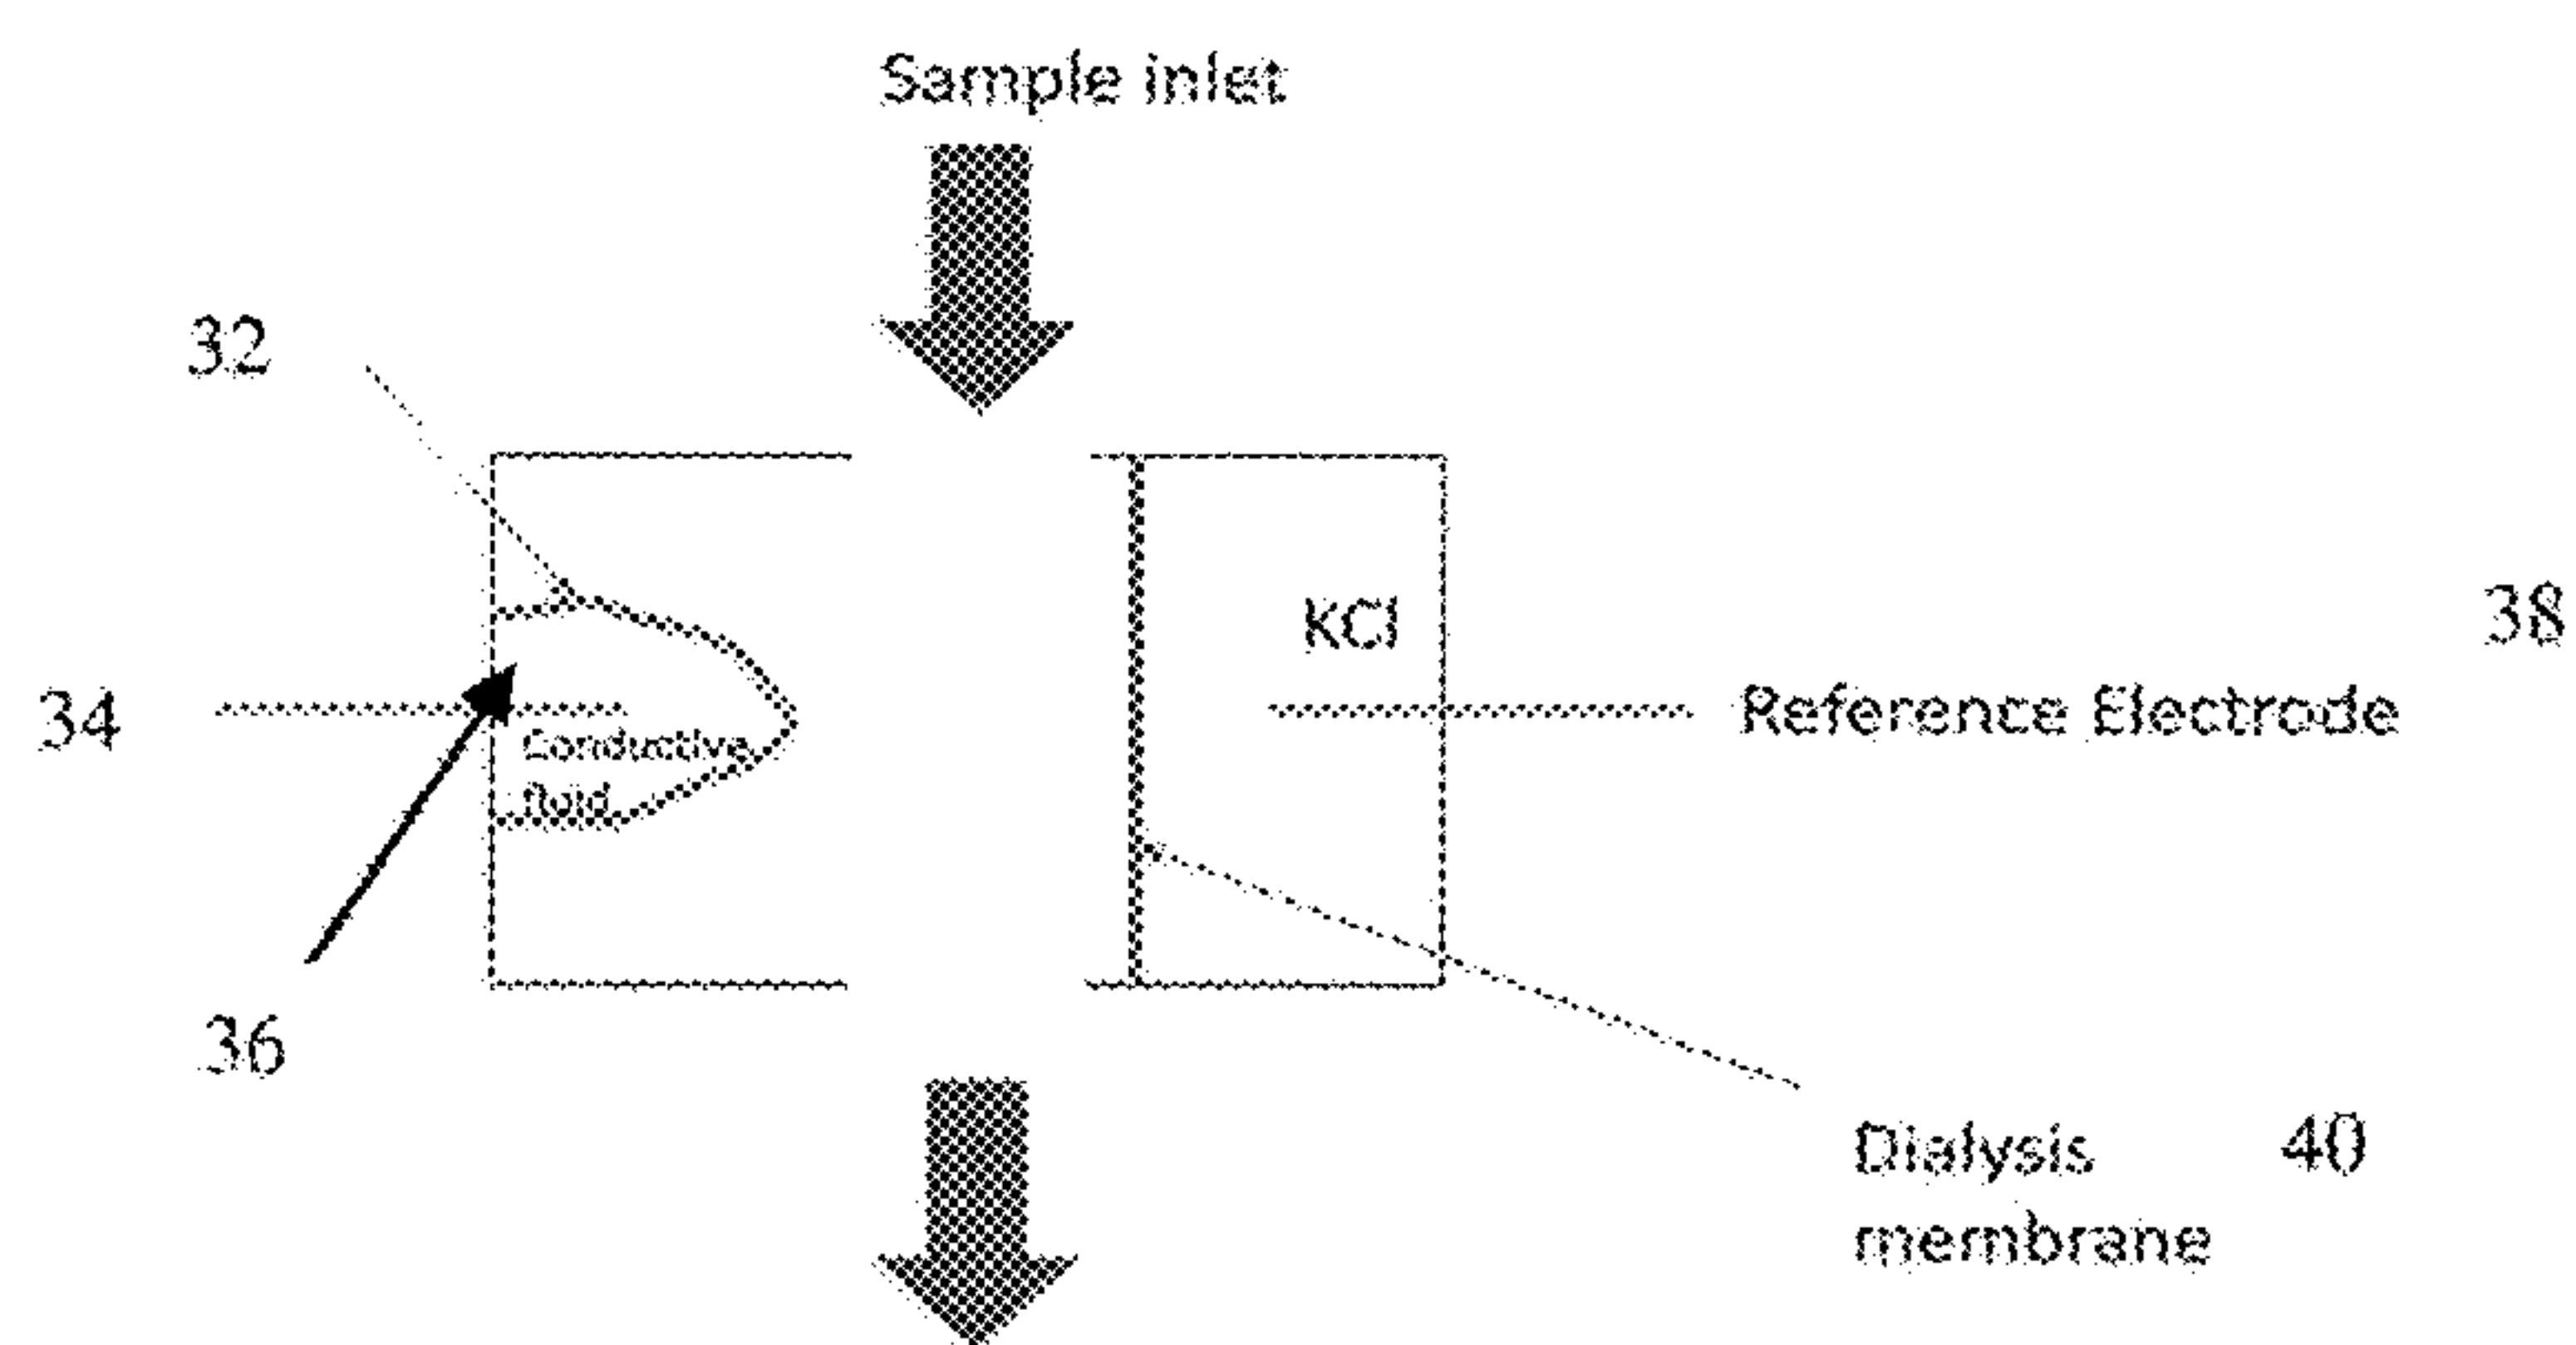 Sample inlet
32
KCl
38
34
Reference Electrode
Conductive
fluid
36
Dialysis
40
membrane